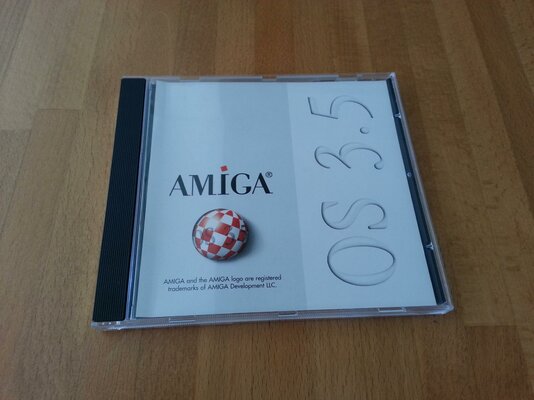 AMIGA®
AMIGA and the AMIGA logo are registered
trademarks of AMIGA Development LLC.
OS 3.5